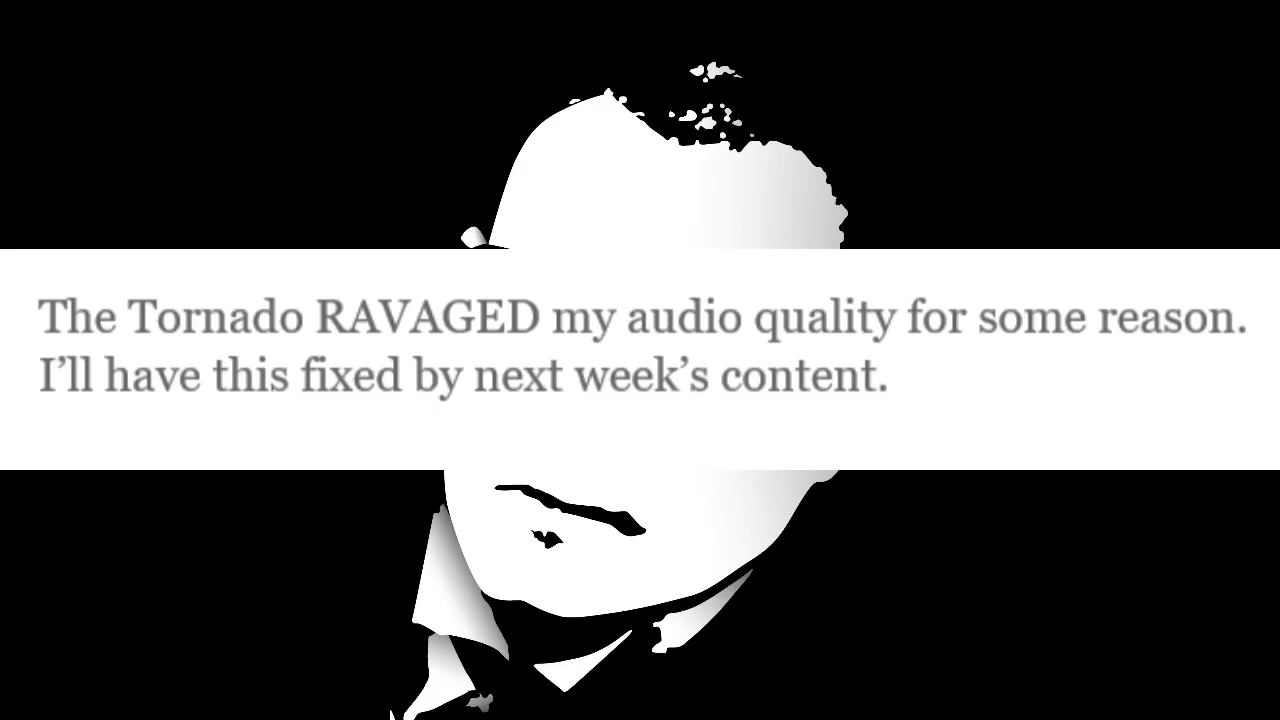 The Tornado RAVAGED my audio quality for some reason.
I’ll have this fixed by next week’s content.